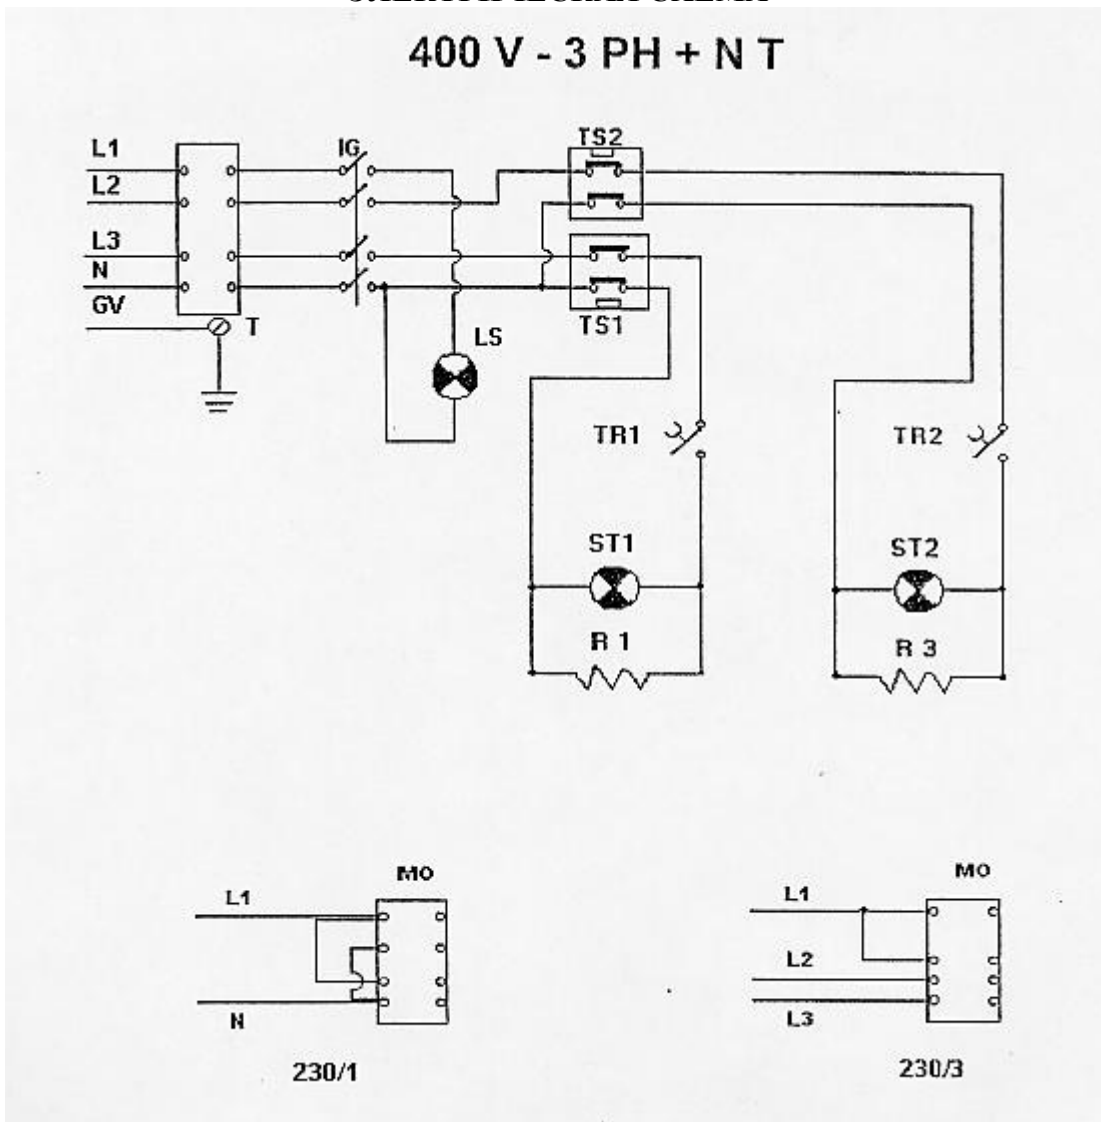 400 V - 3 PH + N T
L1
L2
L3
N
GV
T
IG
TS2
TS1
LS
TR1
TR2
ST1
ST2
R 1
R 3
MO
L1
N
230/1
MO
L1
L2
L3
230/3